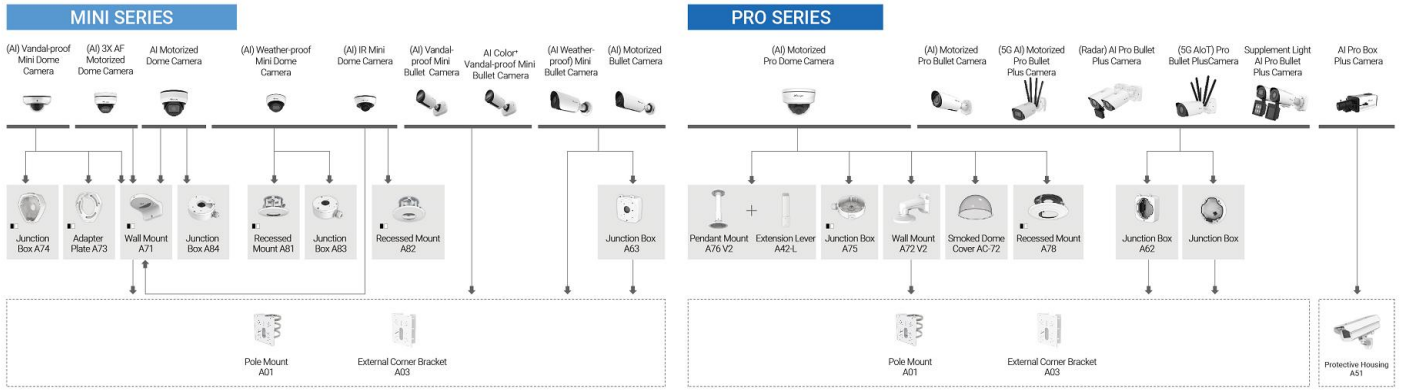 MINI SERIES
PRO SERIES
(AI) Vandal-proof
Mini Dome
Camera
(AI) 3X AF
Motorized
Dome Camera
AI Motorized
Dome Camera
(AI) Weather-proof
Mini Dome
Camera
(AI) IR Mini
Dome Camera
(AI) Vandal-
proof Mini
Bullet Camera
AI Color+
Vandal-proof Mini
Bullet Camera
(AI Weather-
proof) Mini
Bullet Camera
(AI) Motorized
Bullet Camera
(AI) Motorized
Pro Dome Camera
(AI) Motorized
Pro Bullet Camera
(5G AI) Motorized
Pro Bullet
Plus Camera
(Radar) AI Pro Bullet
Plus Camera
(5G AIoT) Pro
Bullet PlusCamera
Supplement Light
AI Pro Bullet
Plus Camera
AI Pro Box
Plus Camera
Junction
Box A74
Adapter
Plate A73
Wall Mount
A71
Junction
Box A84
Recessed
Mount A81
Junction
Box A83
Recessed Mount
A82
Junction Box
A63
Pendant Mount
A76 V2
+
Extension Lever
A42-L
Junction Box
A75
Wall Mount
A72 V2
Smoked Dome
Cover AC-72
Recessed Mount
A78
Junction Box
A62
Junction Box
Pole Mount
A01
External Corner Bracket
A03
Pole Mount
A01
External Corner Bracket
A03
Protective Housing
A51